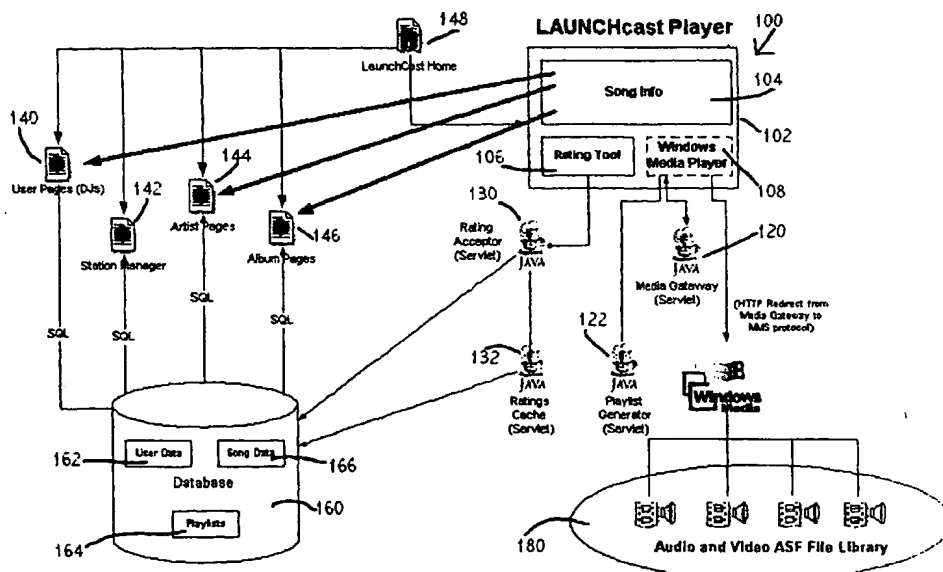 148
LAUNCHcast Player
100
LaunchCast Home
Song Info
104
102
140
144
106
Rating Tool
Windows
Media Player
108
User Pages (DJs)
142
Artist Pages
146
130
Rating
Acceptor
(Servlet)
JAVA
120
JAVA
Station Manager
Album Pages
Media Gateway
(Servlet)
(HTTP Redirect from
Media Gateway to
MMS protocol)
SQL
SQL
SQL
SQL
132
JAVA
122
JAVA
Ratings
Cache
(Servlet)
Playlist
Generator
(Servlet)
Windows
Media
User Data
Song Data
162
166
Database
160
Playlists
164
180
Audio and Video ASF File Library